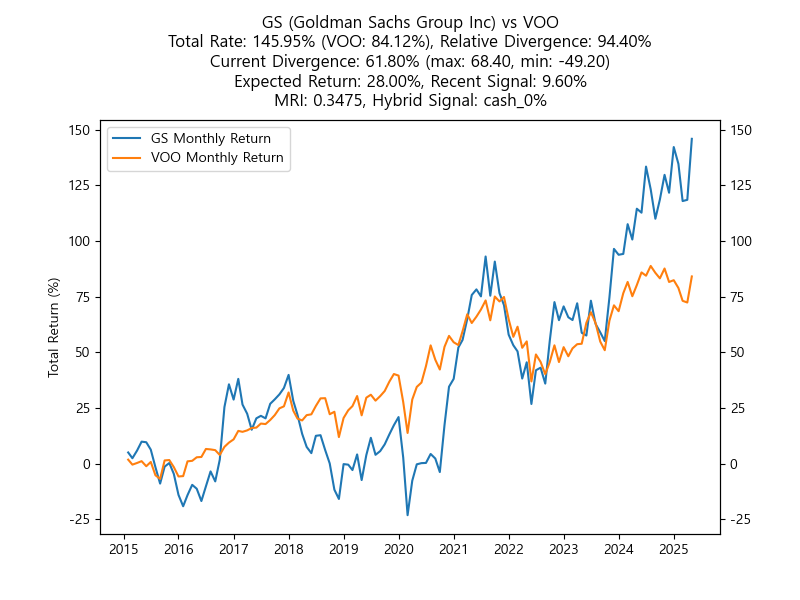 GS (Goldman Sachs Group Inc) vs VOO
Total Rate: 145.95% (VOO: 84.12%), Relative Divergence: 94.40%
Current Divergence: 61.80% (max: 68.40, min: -49.20)
Expected Return: 28.00%, Recent Signal: 9.60%
MRI: 0.3475, Hybrid Signal: cash_0%
GS Monthly Return
VOO Monthly Return
Total Return (%)
150
125
100
75
50
25
0
-25
150
125
100
75
50
25
0
-25
2015 2016 2017 2018 2019 2020 2021 2022 2023 2024 2025